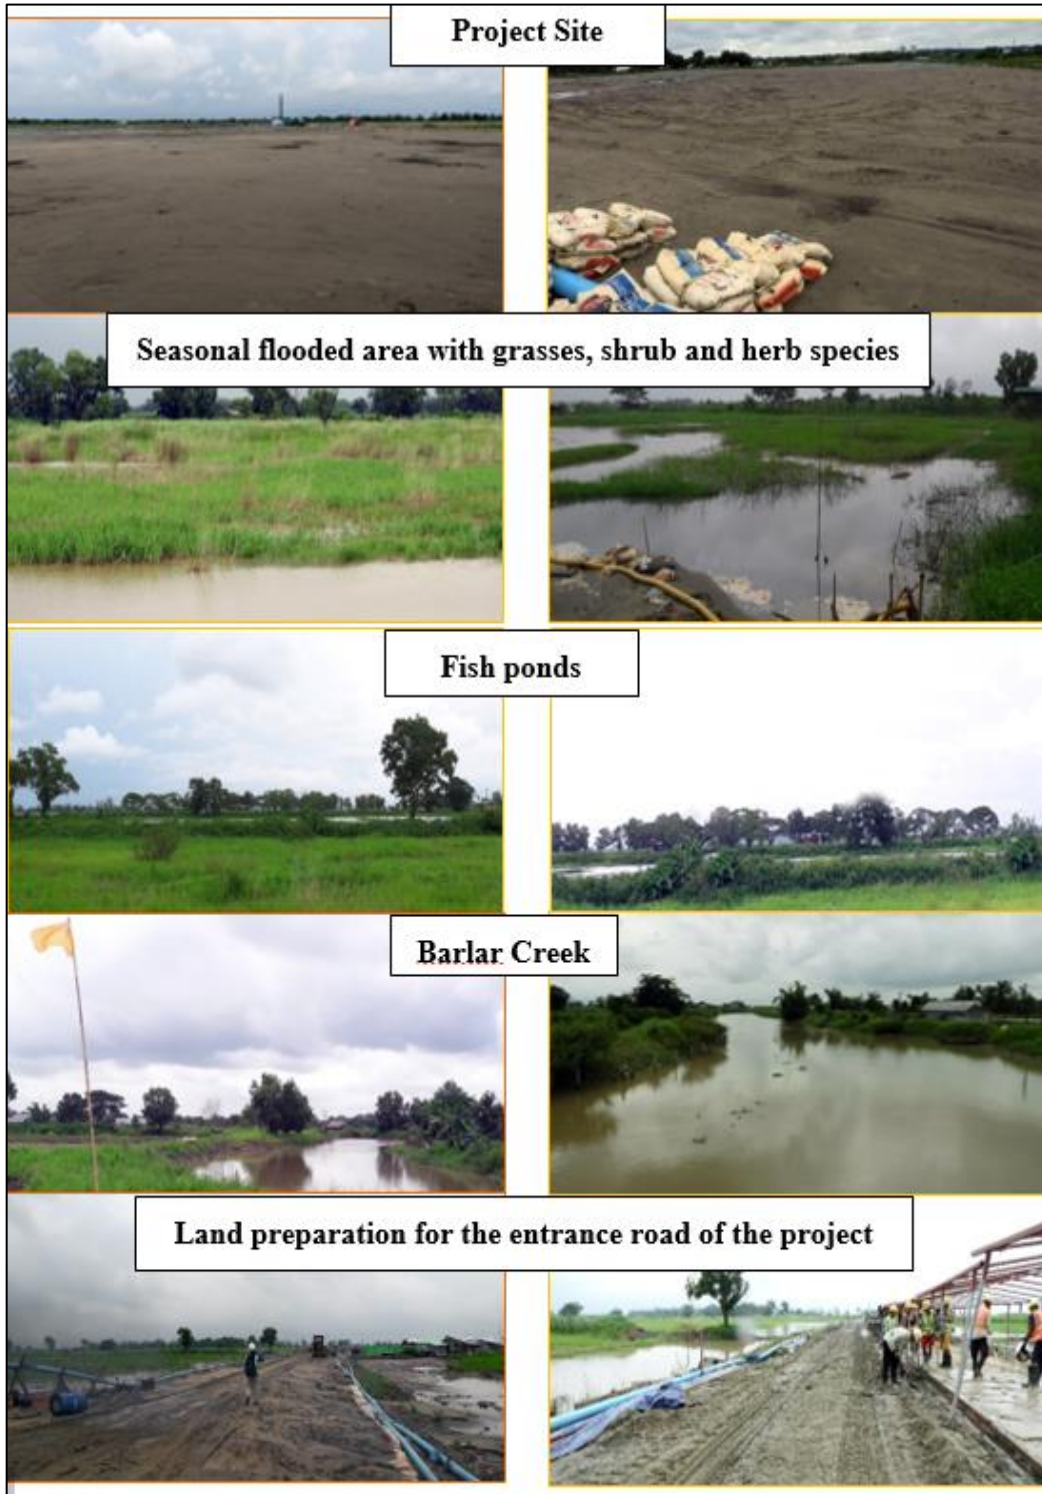 Project Site
Seasonal flooded area with grasses, shrub and herb species
Fish ponds
Barlar Creek
Land preparation for the entrance road of the project